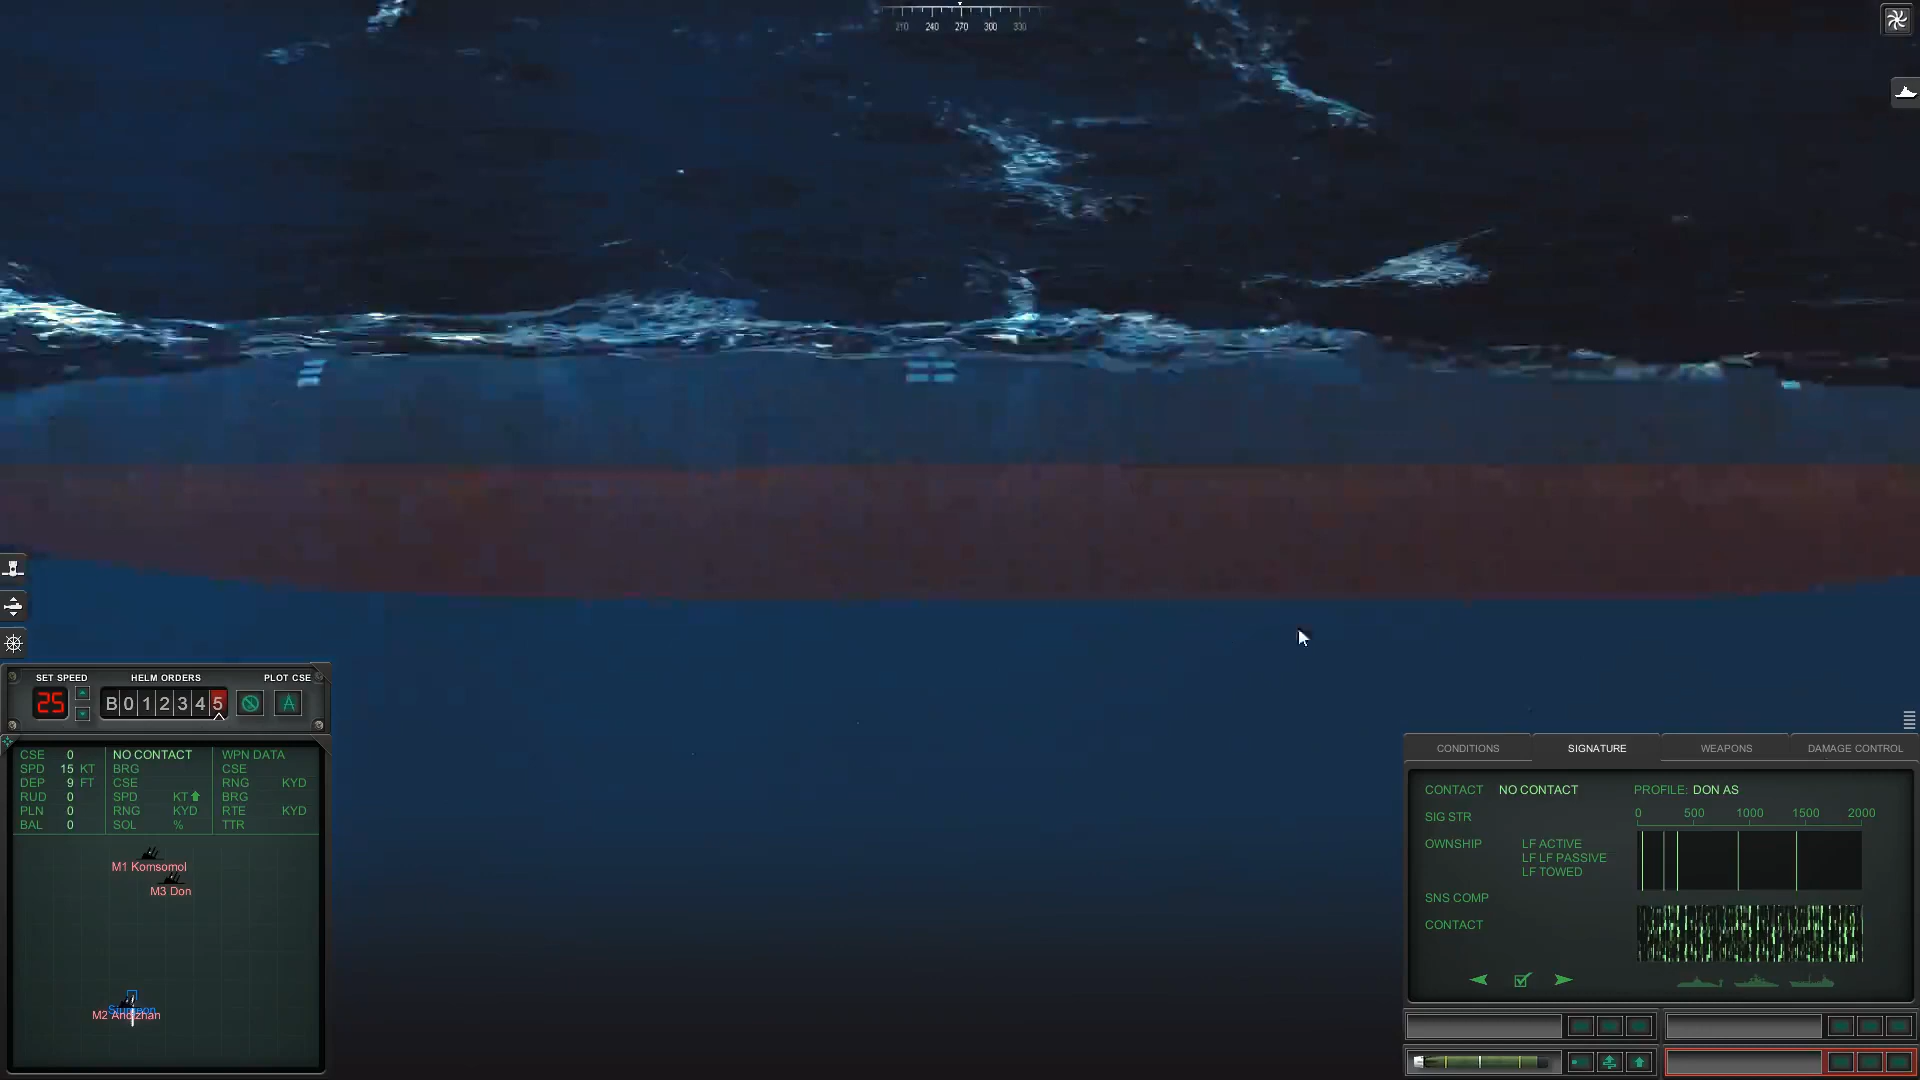 210 240 270 300 330
SET SPEED HELM ORDERS PLOT CSE
25 B 0 1 2 3 4 5
CSE 0 NO CONTACT WPN DATA
SPD 15 KT BRG CSE
DEP 9 FT CSE RNG KYD
RUD 0 SPD KT BRG
PLN 0 RNG KYD RTE KYD
BAL 0 SOL % TTR
M1 Komsomol
M3 Don
M2 Andizhan
CONDITIONS SIGNATURE WEAPONS DAMAGE CONTROL
CONTACT NO CONTACT PROFILE: DON AS
SIG STR 0 500 1000 1500 2000
OWNSHIP LF ACTIVE
LF LF PASSIVE
LF TOWED
SNS COMP
CONTACT